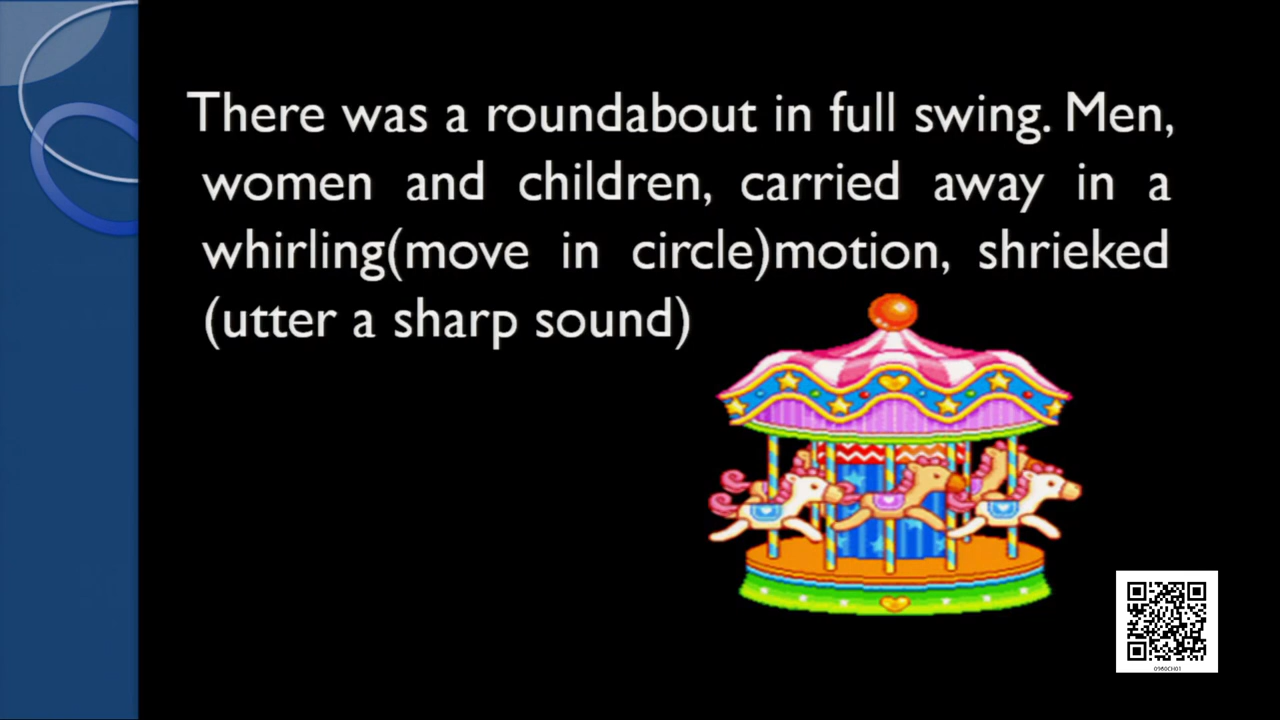 There was a roundabout in full swing. Men,
women and children, carried away in a
whirling(move in circle)motion, shrieked
(utter a sharp sound)
0960CH01